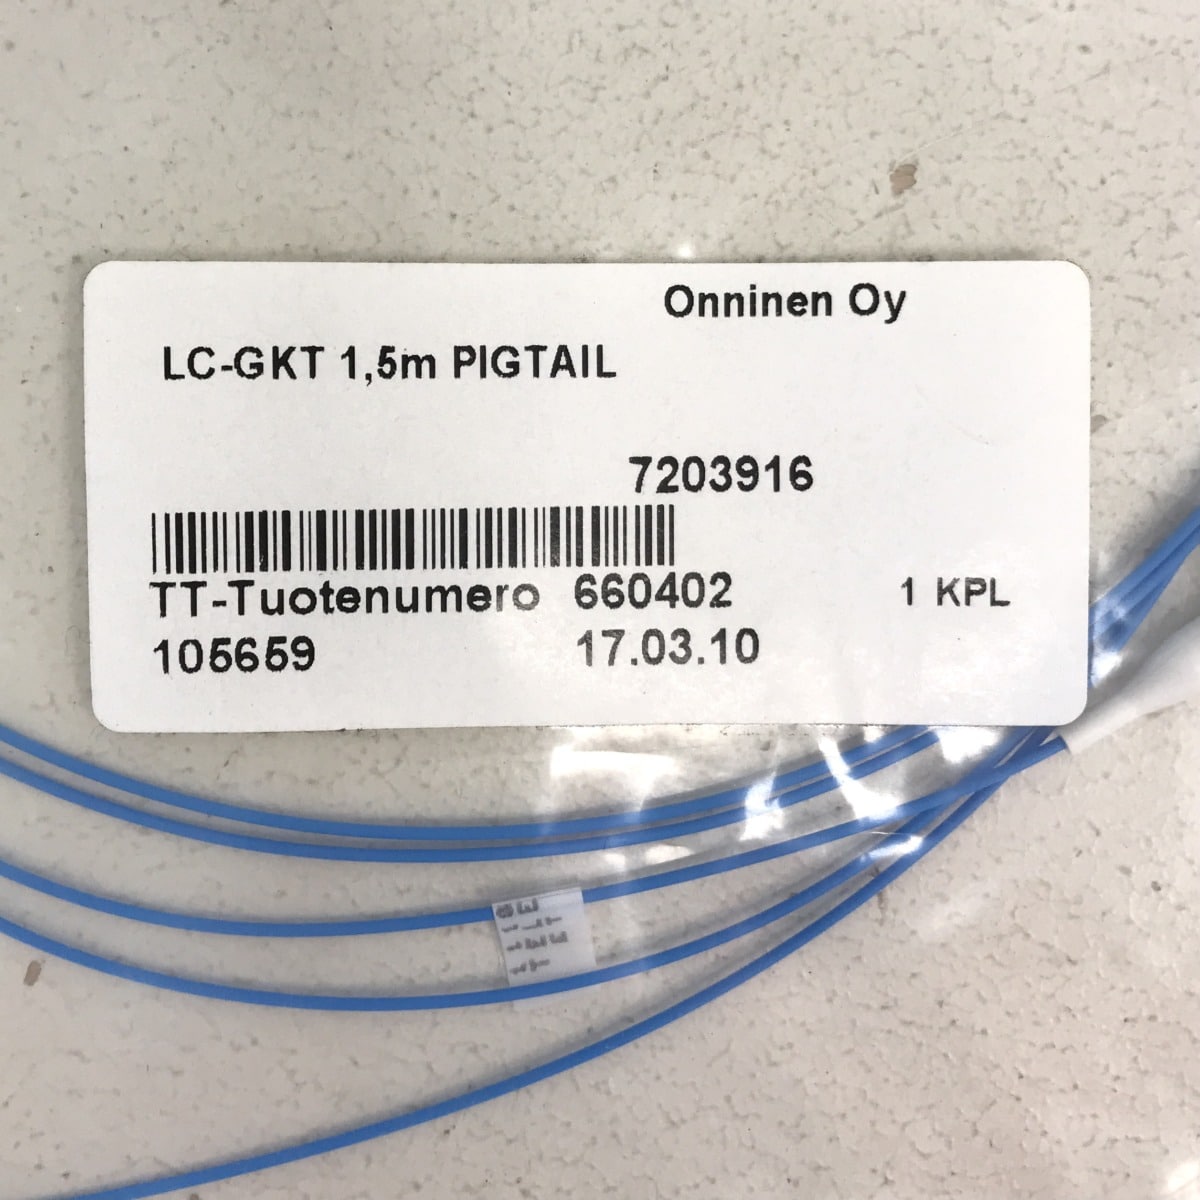 Onninen Oy
LC-GKT 1,5m PIGTAIL
7203916
TT-Tuotenumero 660402 1 KPL
105659 17.03.10